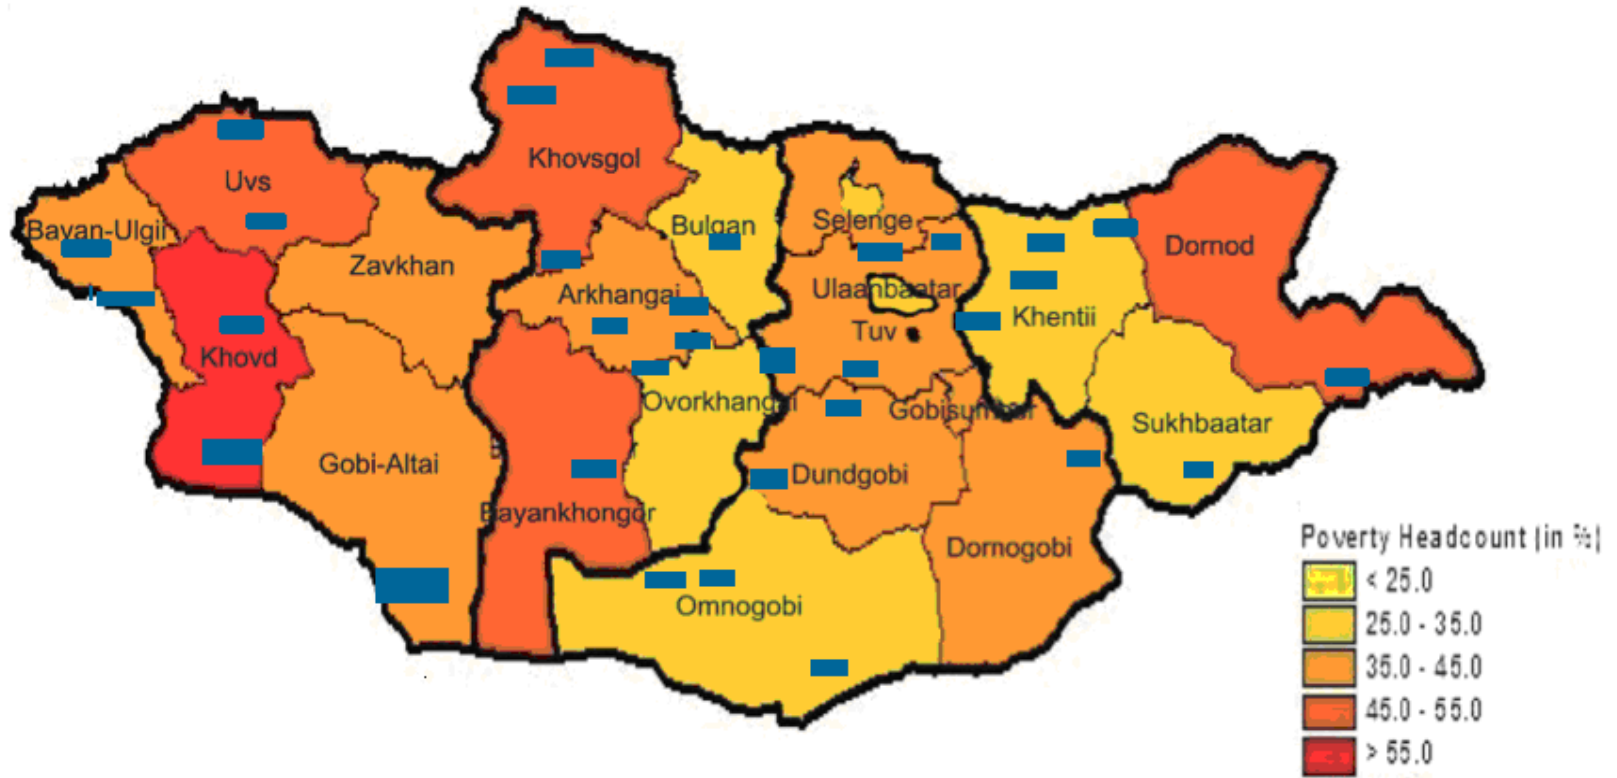 Khovsgol
Uvs
Bulgan
Selenge
Bayan-Ulgii
Dornod
Zavkhan
Arkhangai
Ulaanbaatar
Khentii
Tuv
Khovd
Ovorkhangai
Gobisumbar
Sukhbaatar
Gobi-Altai
Dundgobi
Bayankhongor
Dornogobi
Omnogobi
Poverty Headcount (in %)
< 25.0
25.0 - 35.0
35.0 - 45.0
45.0 - 55.0
> 55.0